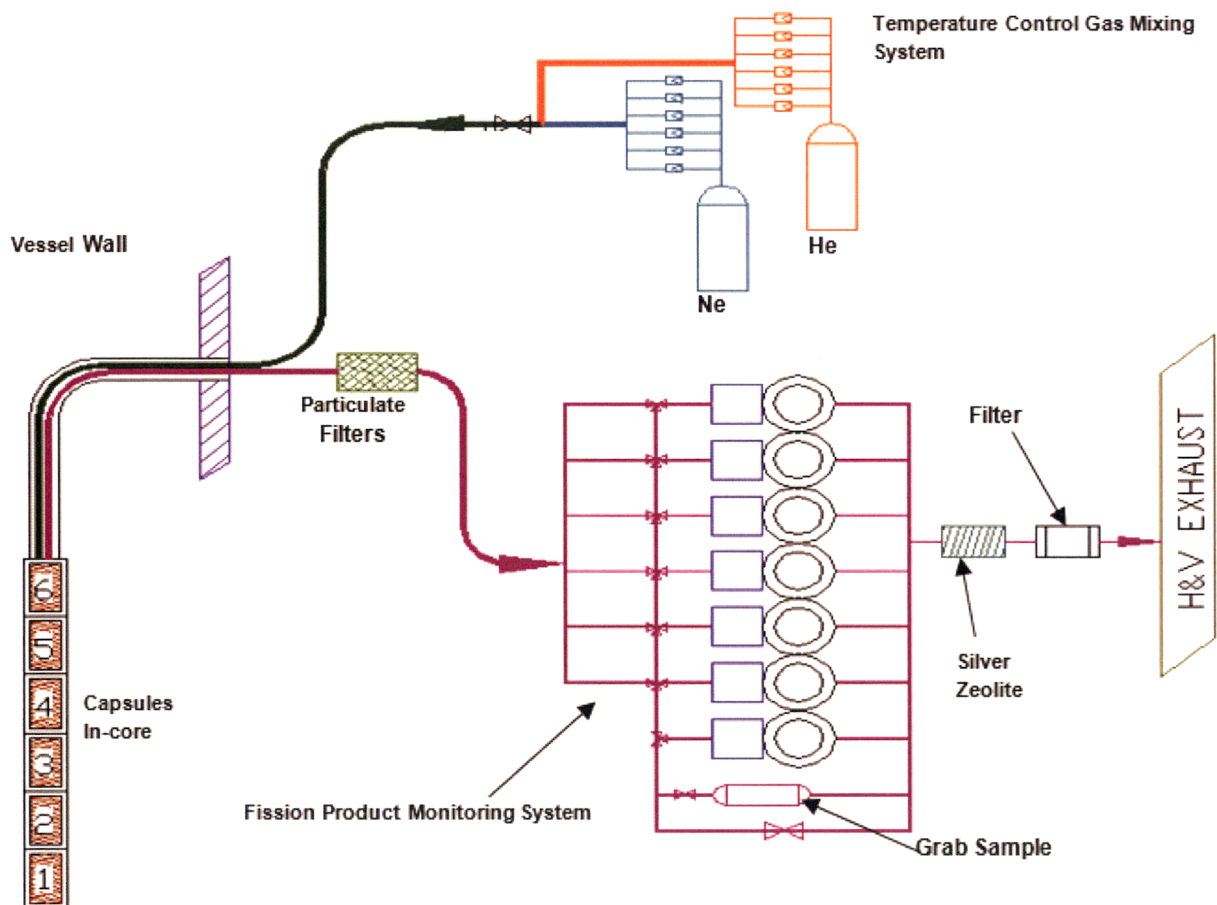 Temperature Control Gas Mixing
System
He
Ne
Vessel Wall
Particulate
Filters
Filter
H&V EXHAUST
Silver
Zeolite
6
5
4
3
2
1
Capsules
In-core
Fission Product Monitoring System
Grab Sample